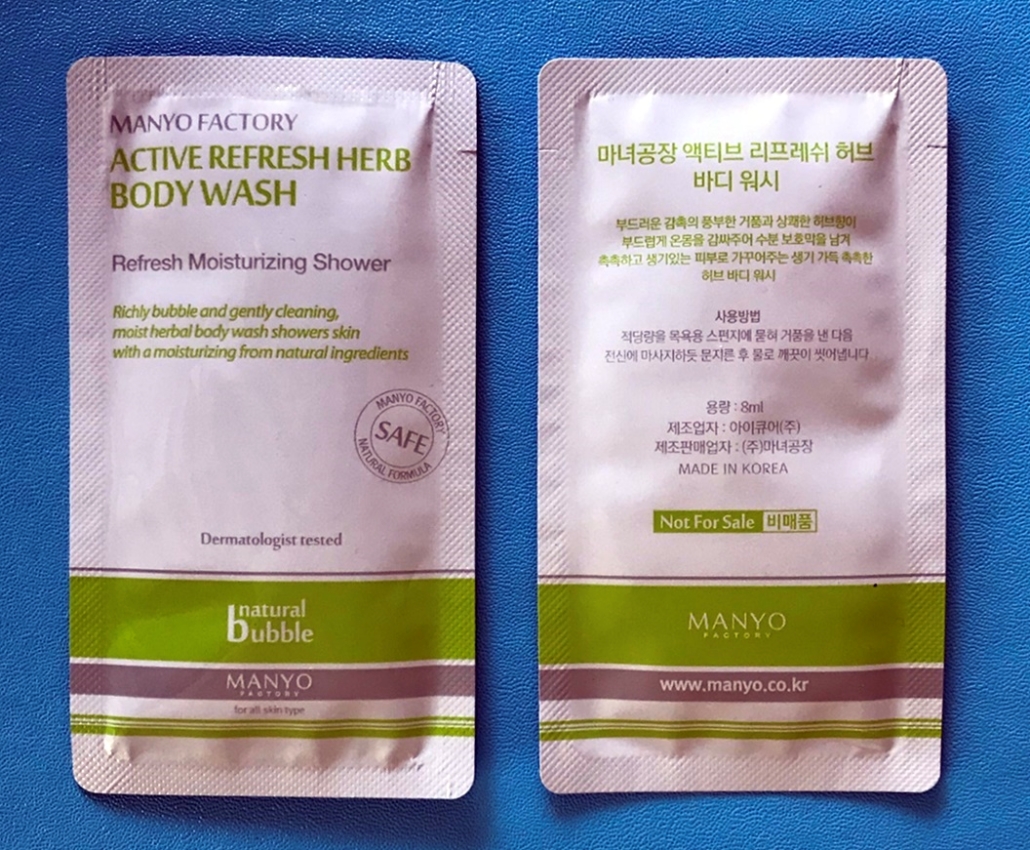 MANYO FACTORY
ACTIVE REFRESH HERB
BODY WASH
Refresh Moisturizing Shower
Richly bubble and gently cleaning,
moist herbal body wash showers skin
with a moisturizing from natural ingredients
MANYO FACTORY
SAFE
NATURAL FORMULA
Dermatologist tested
natural
bubble
MANYO
FACTORY
for all skin type
마녀공장 액티브 리프레쉬 허브
바디 워시
부드러운 감촉의 풍부한 거품과 상쾌한 허브향이
부드럽게 온몸을 감싸주어 수분 보호막을 남겨
촉촉하고 생기있는 피부로 가꾸어주는 생기 가득 촉촉한
허브 바디 워시
사용방법
적당량을 목욕용 스펀지에 묻혀 거품을 낸 다음
전신에 마사지하듯 문지른 후 물로 깨끗이 씻어냅니다
용량 : 8ml
제조업자 : 아이큐어(주)
제조판매업자 : (주)마녀공장
MADE IN KOREA
Not For Sale 비매품
MANYO
FACTORY
www.manyo.co.kr